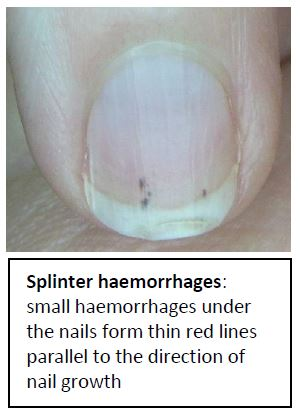 Splinter haemorrhages:
small haemorrhages under
the nails form thin red lines
parallel to the direction of
nail growth